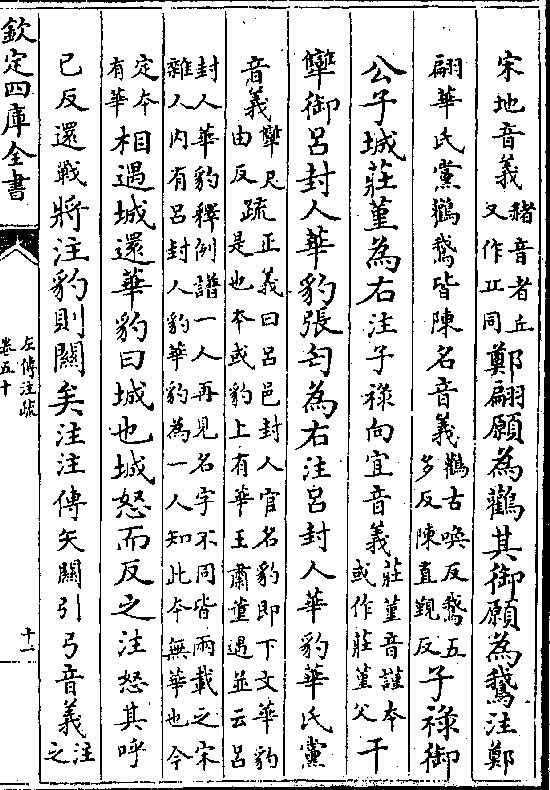 宋地音義赭音者丘
又作㐀同鄭翩願為鸛其御願為鵝注鄭
翩華氏黨鸛鵝皆陳名音義鸛古喚反鵝五
多反陳直覲反子祿御
公子城莊堇為右注子祿向宜音義莊堇音謹本
或作莊堇父干
犫御呂封人華豹張匄為右注呂封人華豹華氏黨
音義犫尺
由反疏正義曰呂邑封人官名豹即下文華豹
是也本或豹上有華王肅董遇並云呂
封人華豹釋例譜一人再見名字不同皆兩載之宋
雜人内有呂封人豹華豹為一人知此本無華也今
定本
有華相遇城還華豹曰城也城怒而反之注怒其呼
已反還戰將注豹則關矣注注傳矢關引弓音義注
之
欽定四庫全書
左傳注疏
卷五十
十一